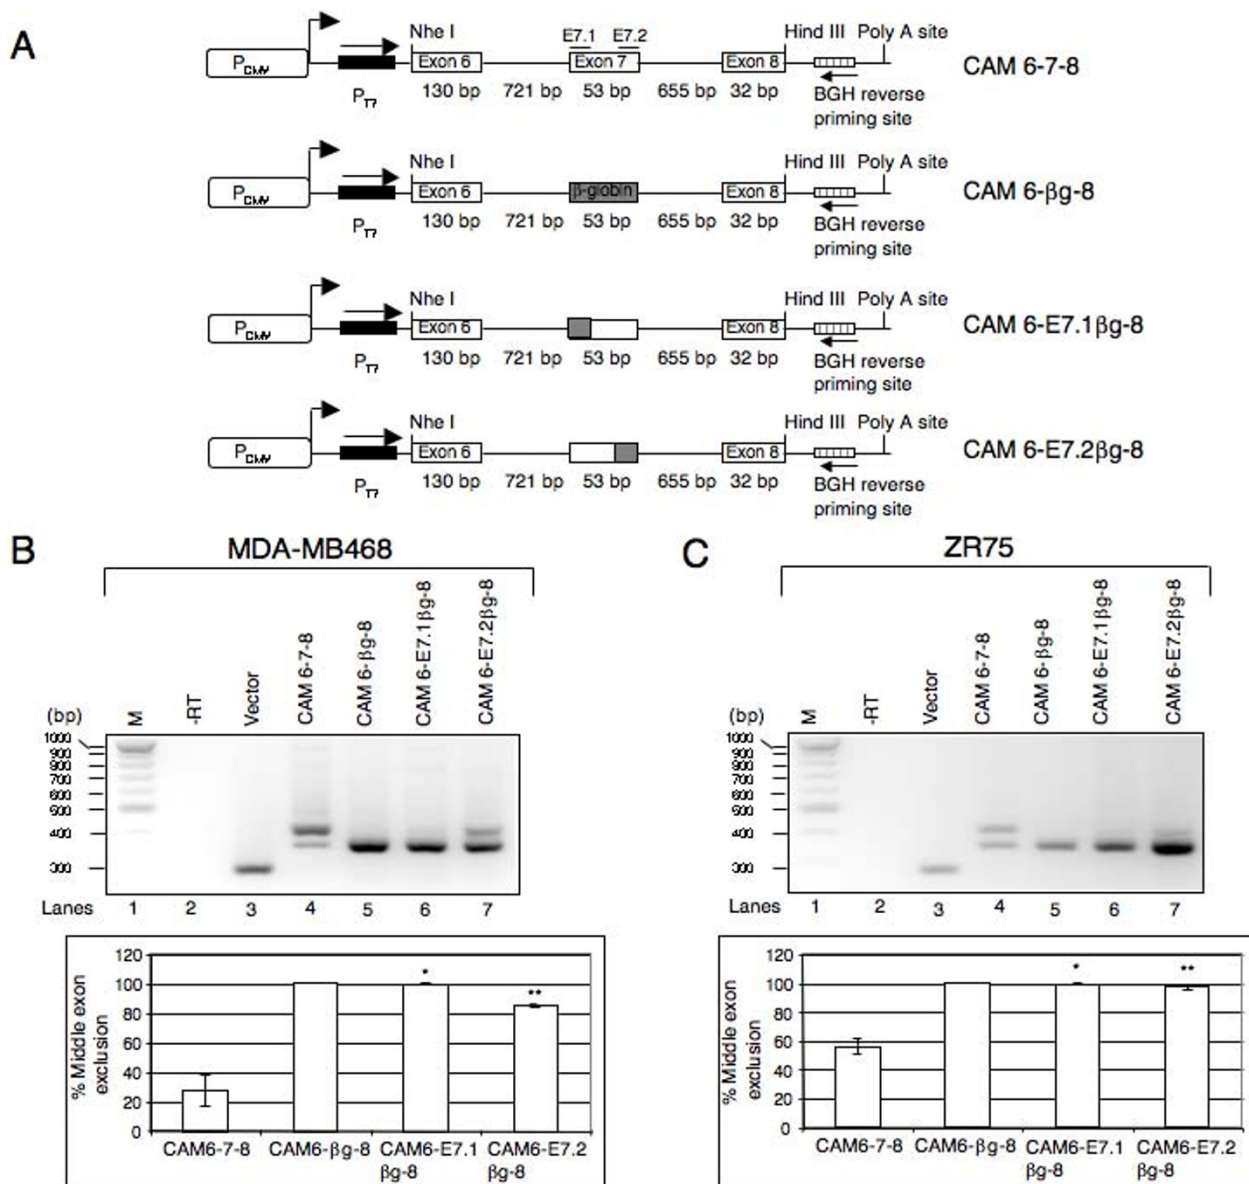 A
Nhe I E7.1 E7.2 Hind III Poly A site
P CMV Exon 6 Exon 7 Exon 8 CAM 6-7-8
P T7 130 bp 721 bp 53 bp 655 bp 32 bp BGH reverse
priming site
Nhe I Hind III Poly A site
P CMV Exon 6 β-globin Exon 8 CAM 6-βg-8
P T7 130 bp 721 bp 53 bp 655 bp 32 bp BGH reverse
priming site
Nhe I Hind III Poly A site
P CMV Exon 6 Exon 8 CAM 6-E7.1βg-8
P T7 130 bp 721 bp 53 bp 655 bp 32 bp BGH reverse
priming site
Nhe I Hind III Poly A site
P CMV Exon 6 Exon 8 CAM 6-E7.2βg-8
P T7 130 bp 721 bp 53 bp 655 bp 32 bp BGH reverse
priming site
B
MDA-MB468
(bp) M -RT Vector CAM 6-7-8 CAM 6-βg-8 CAM 6-E7.1βg-8 CAM 6-E7.2βg-8
1000
900
800
700
600
500
400
300
Lanes 1 2 3 4 5 6 7
% Middle exon
exclusion
120
100
80
60
40
20
0
*
**
CAM6-7-8 CAM6-βg-8 CAM6-E7.1 CAM6-E7.2
βg-8 βg-8
C
ZR75
(bp) M -RT Vector CAM 6-7-8 CAM 6-βg-8 CAM 6-E7.1βg-8 CAM 6-E7.2βg-8
1000
900
800
700
600
500
400
300
Lanes 1 2 3 4 5 6 7
% Middle exon
exclusion
120
100
80
60
40
20
0
*
**
CAM6-7-8 CAM6-βg-8 CAM6-E7.1 CAM6-E7.2
βg-8 βg-8